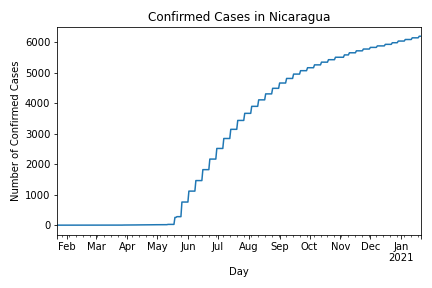 Confirmed Cases in Nicaragua
Number of Confirmed Cases
6000
5000
4000
3000
2000
1000
0
Feb Mar Apr May Jun Jul Aug Sep Oct Nov Dec Jan
2021
Day